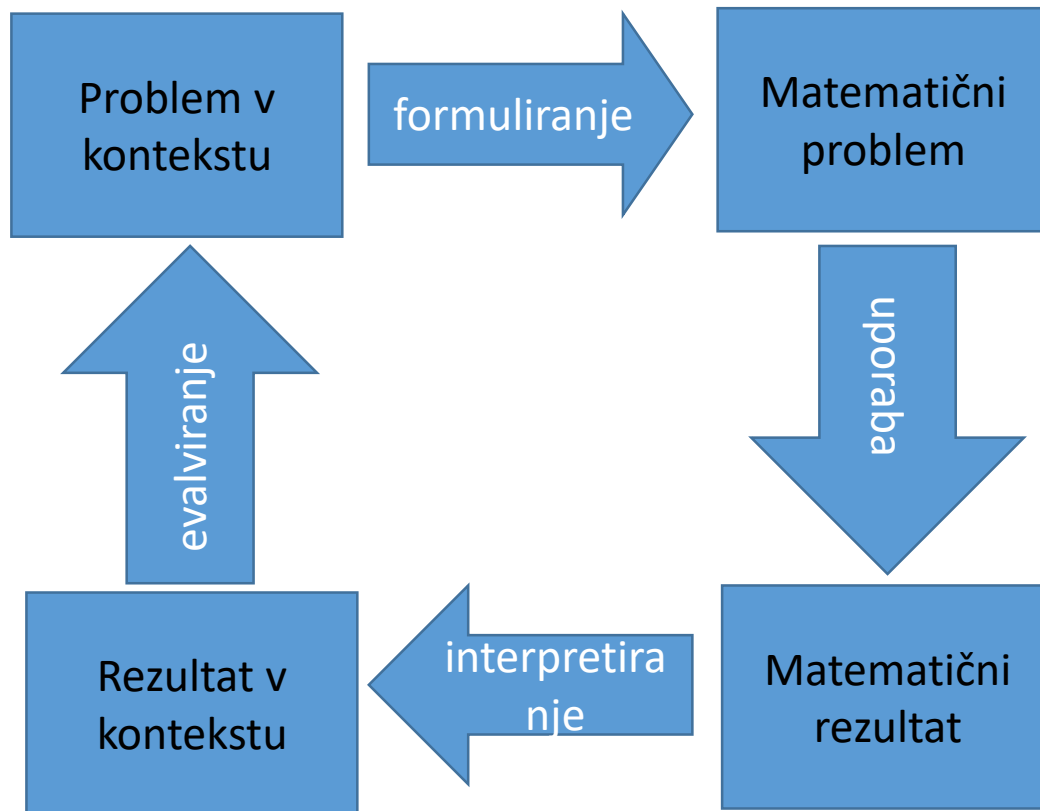 Problem v
kontekstu
formuliranje
Matematični
problem
uporaba
evalviranje
interpretira
nje
Rezultat v
kontekstu
Matematični
rezultat